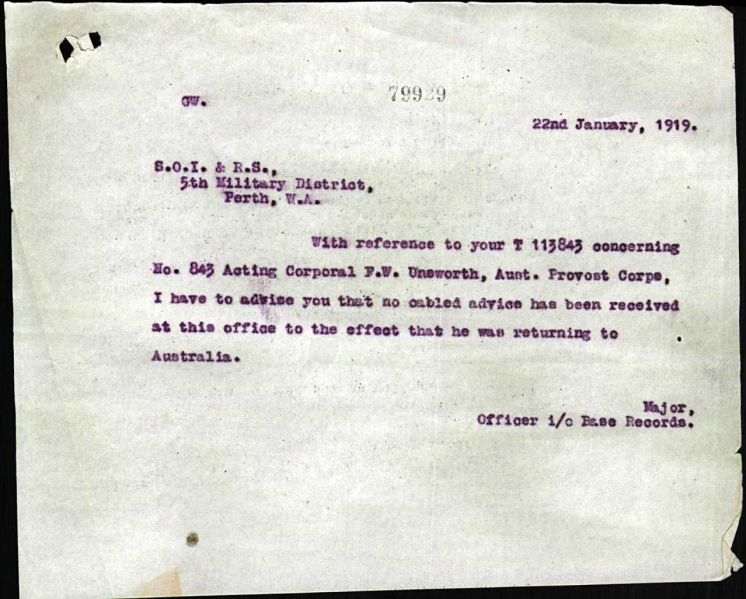 GW.
79929
22nd January, 1919.
S.O.I. & R.S.,
5th Military District,
Perth, W.A.
With reference to your T 113843 concerning
No. 843 Acting Corporal F.W. Unsworth, Aust. Provost Corps,
I have to advise you that no cabled advice has been received
at this office to the effect that he was returning to
Australia.
Major,
Officer i/c Base Records.